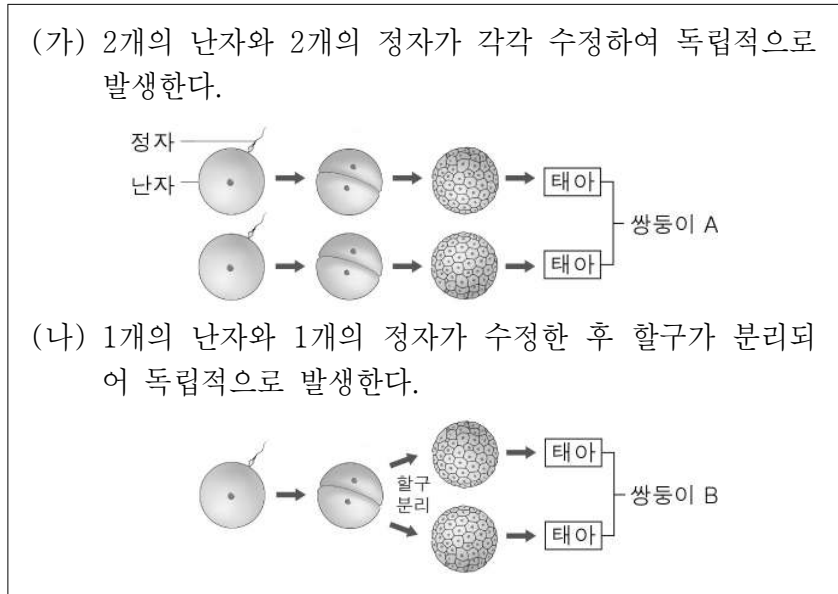 (가) 2개의 난자와 2개의 정자가 각각 수정하여 독립적으로
발생한다.
정자
난자
태아
쌍둥이 A
태아
(나) 1개의 난자와 1개의 정자가 수정한 후 할구가 분리되
어 독립적으로 발생한다.
태아
할구
분리
쌍둥이 B
태아